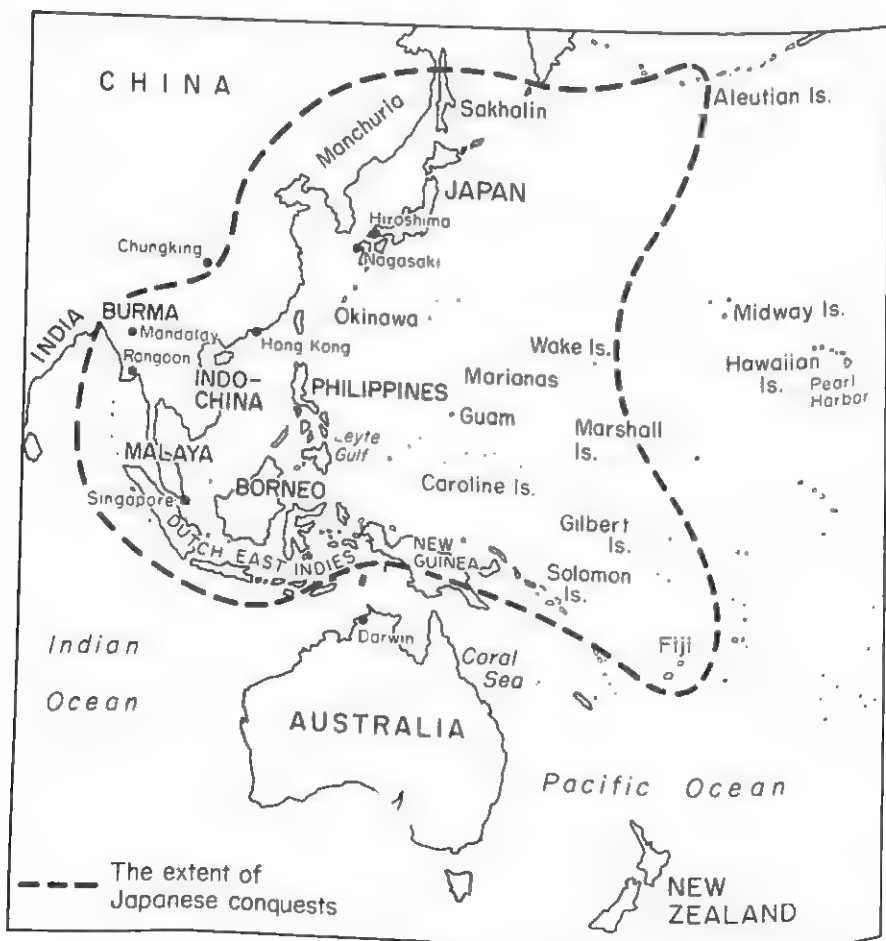 CHINA
Manchuria
Sakhalin
Aleutian Is.
JAPAN
Hiroshima
Nagasaki
Chungking
INDIA
BURMA
Mandalay
Rangoon
Okinawa
Hong Kong
INDO-
CHINA
PHILIPPINES
Wake Is.
Midway Is.
Hawaiian
Is.
Pearl
Harbor
Marianas
Guam
Marshall
Is.
Leyte
Gulf
MALAYA
Singapore
BORNEO
Caroline Is.
DUTCH EAST INDIES
NEW
GUINEA
Gilbert
Is.
Solomon
Is.
Fiji
Darwin
Coral
Sea
Indian
Ocean
AUSTRALIA
Pacific Ocean
NEW
ZEALAND
The extent of
Japanese conquests